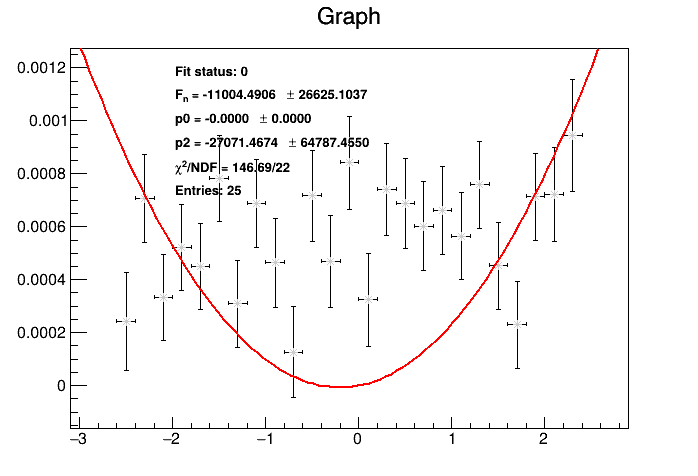 Graph
Fit status: 0
Fn = -11004.4906 ± 26625.1037
p0 = -0.0000 ± 0.0000
p2 = -27071.4674 ± 64787.4550
χ²/NDF = 146.69/22
Entries: 25
0.0012
0.001
0.0008
0.0006
0.0004
0.0002
0
−3 −2 −1 0 1 2